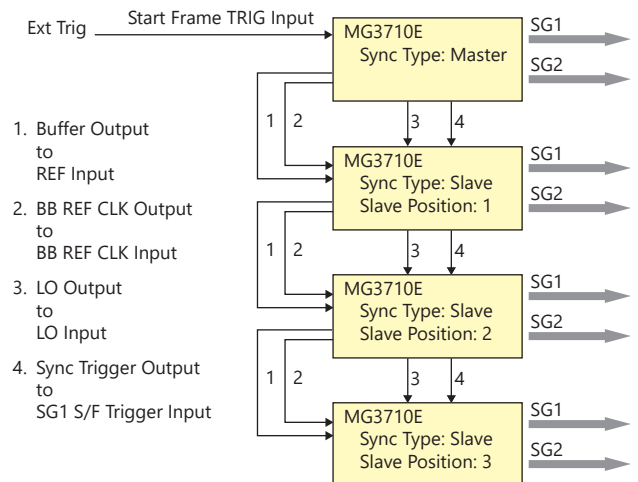 Ext Trig
Start Frame TRIG Input
MG3710E
Sync Type: Master
SG1
SG2
1 2
3 4
1. Buffer Output
to
REF Input
2. BB REF CLK Output
to
BB REF CLK Input
3. LO Output
to
LO Input
4. Sync Trigger Output
to
SG1 S/F Trigger Input
MG3710E
Sync Type: Slave
Slave Position: 1
SG1
SG2
1 2
3 4
MG3710E
Sync Type: Slave
Slave Position: 2
SG1
SG2
1 2
3 4
MG3710E
Sync Type: Slave
Slave Position: 3
SG1
SG2